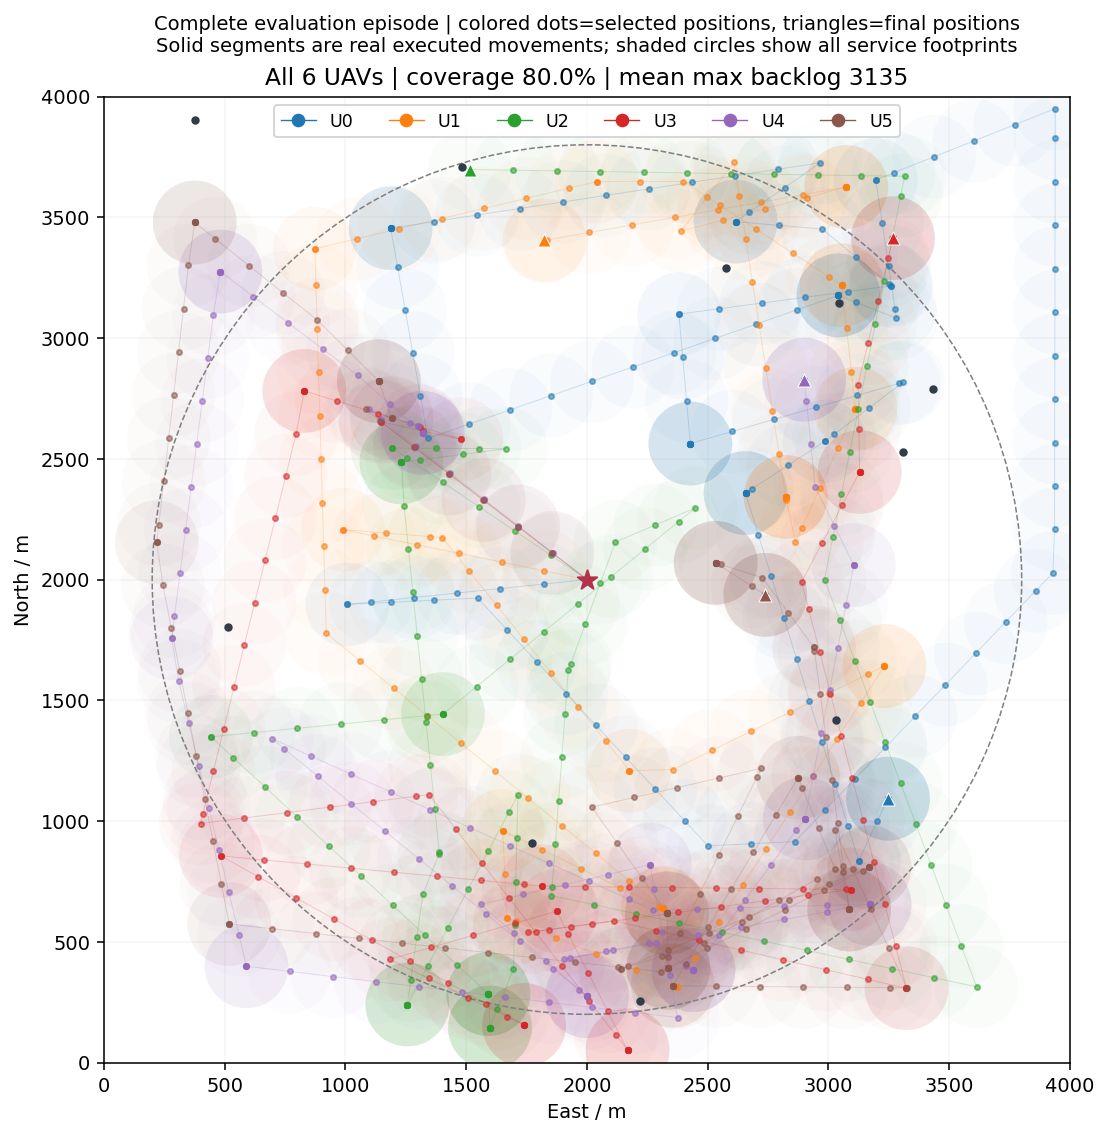 Complete evaluation episode | colored dots=selected positions, triangles=final positions
Solid segments are real executed movements; shaded circles show all service footprints
All 6 UAVs | coverage 80.0% | mean max backlog 3135
U0 U1 U2 U3 U4 U5
4000
3500
3000
2500
2000
1500
1000
500
0
North / m
0 500 1000 1500 2000 2500 3000 3500 4000
East / m